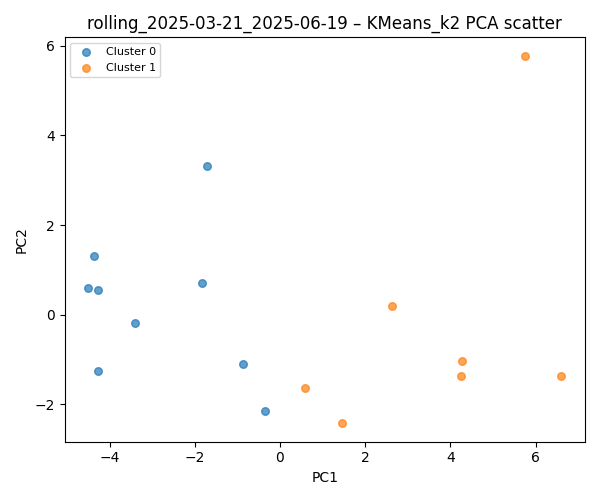 rolling_2025-03-21_2025-06-19 – KMeans_k2 PCA scatter
Cluster 0
Cluster 1
6
4
2
0
−2
PC2
−4
−2
0
2
4
6
PC1